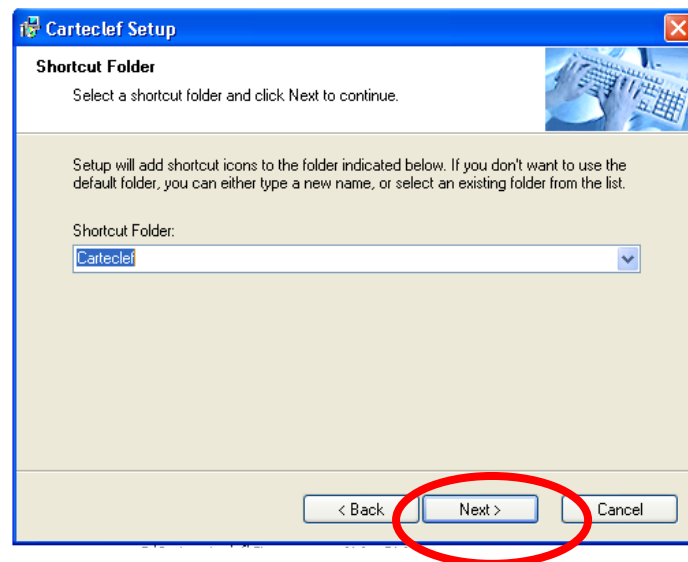 Carteclef Setup
Shortcut Folder
Select a shortcut folder and click Next to continue.
Setup will add shortcut icons to the folder indicated below. If you don't want to use the
default folder, you can either type a new name, or select an existing folder from the list.
Shortcut Folder:
Carteclef
< Back Next > Cancel